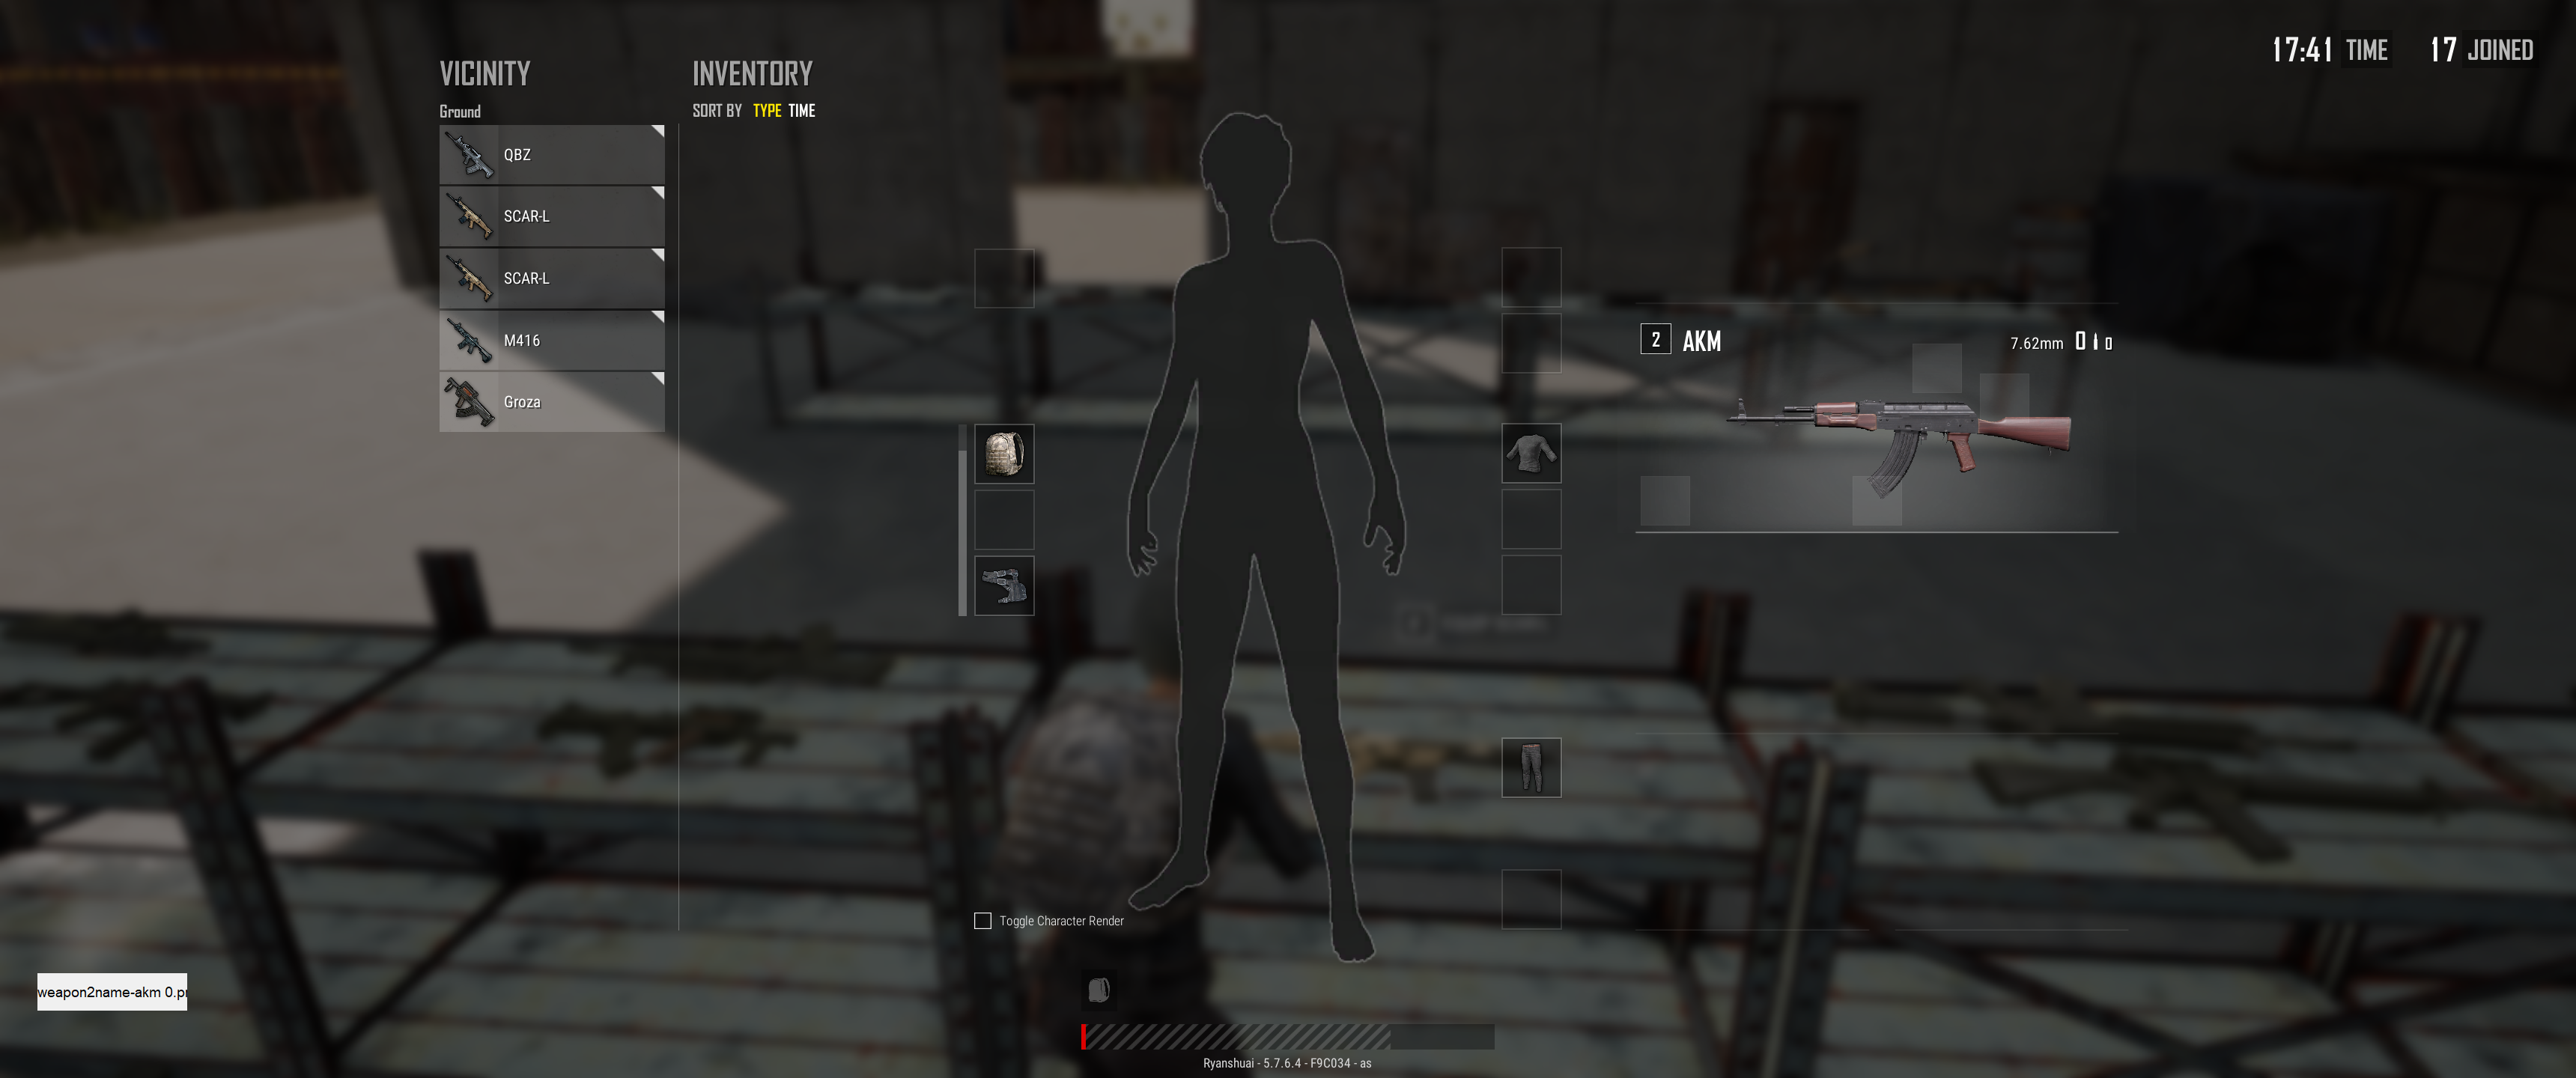 17:41 TIME 17 JOINED
VICINITY
Ground
QBZ
SCAR-L
SCAR-L
M416
Groza
INVENTORY
SORT BY TYPE TIME
2 AKM 7.62mm 0 0
Toggle Character Render
weapon2name-akm 0.p
Ryanshuai - 5.7.6.4 - F9C034 - as